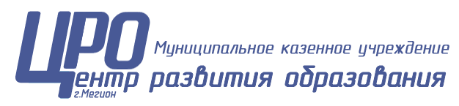 ЦРО Муниципальное казенное учреждение
Центр развития образования
г.Мегион